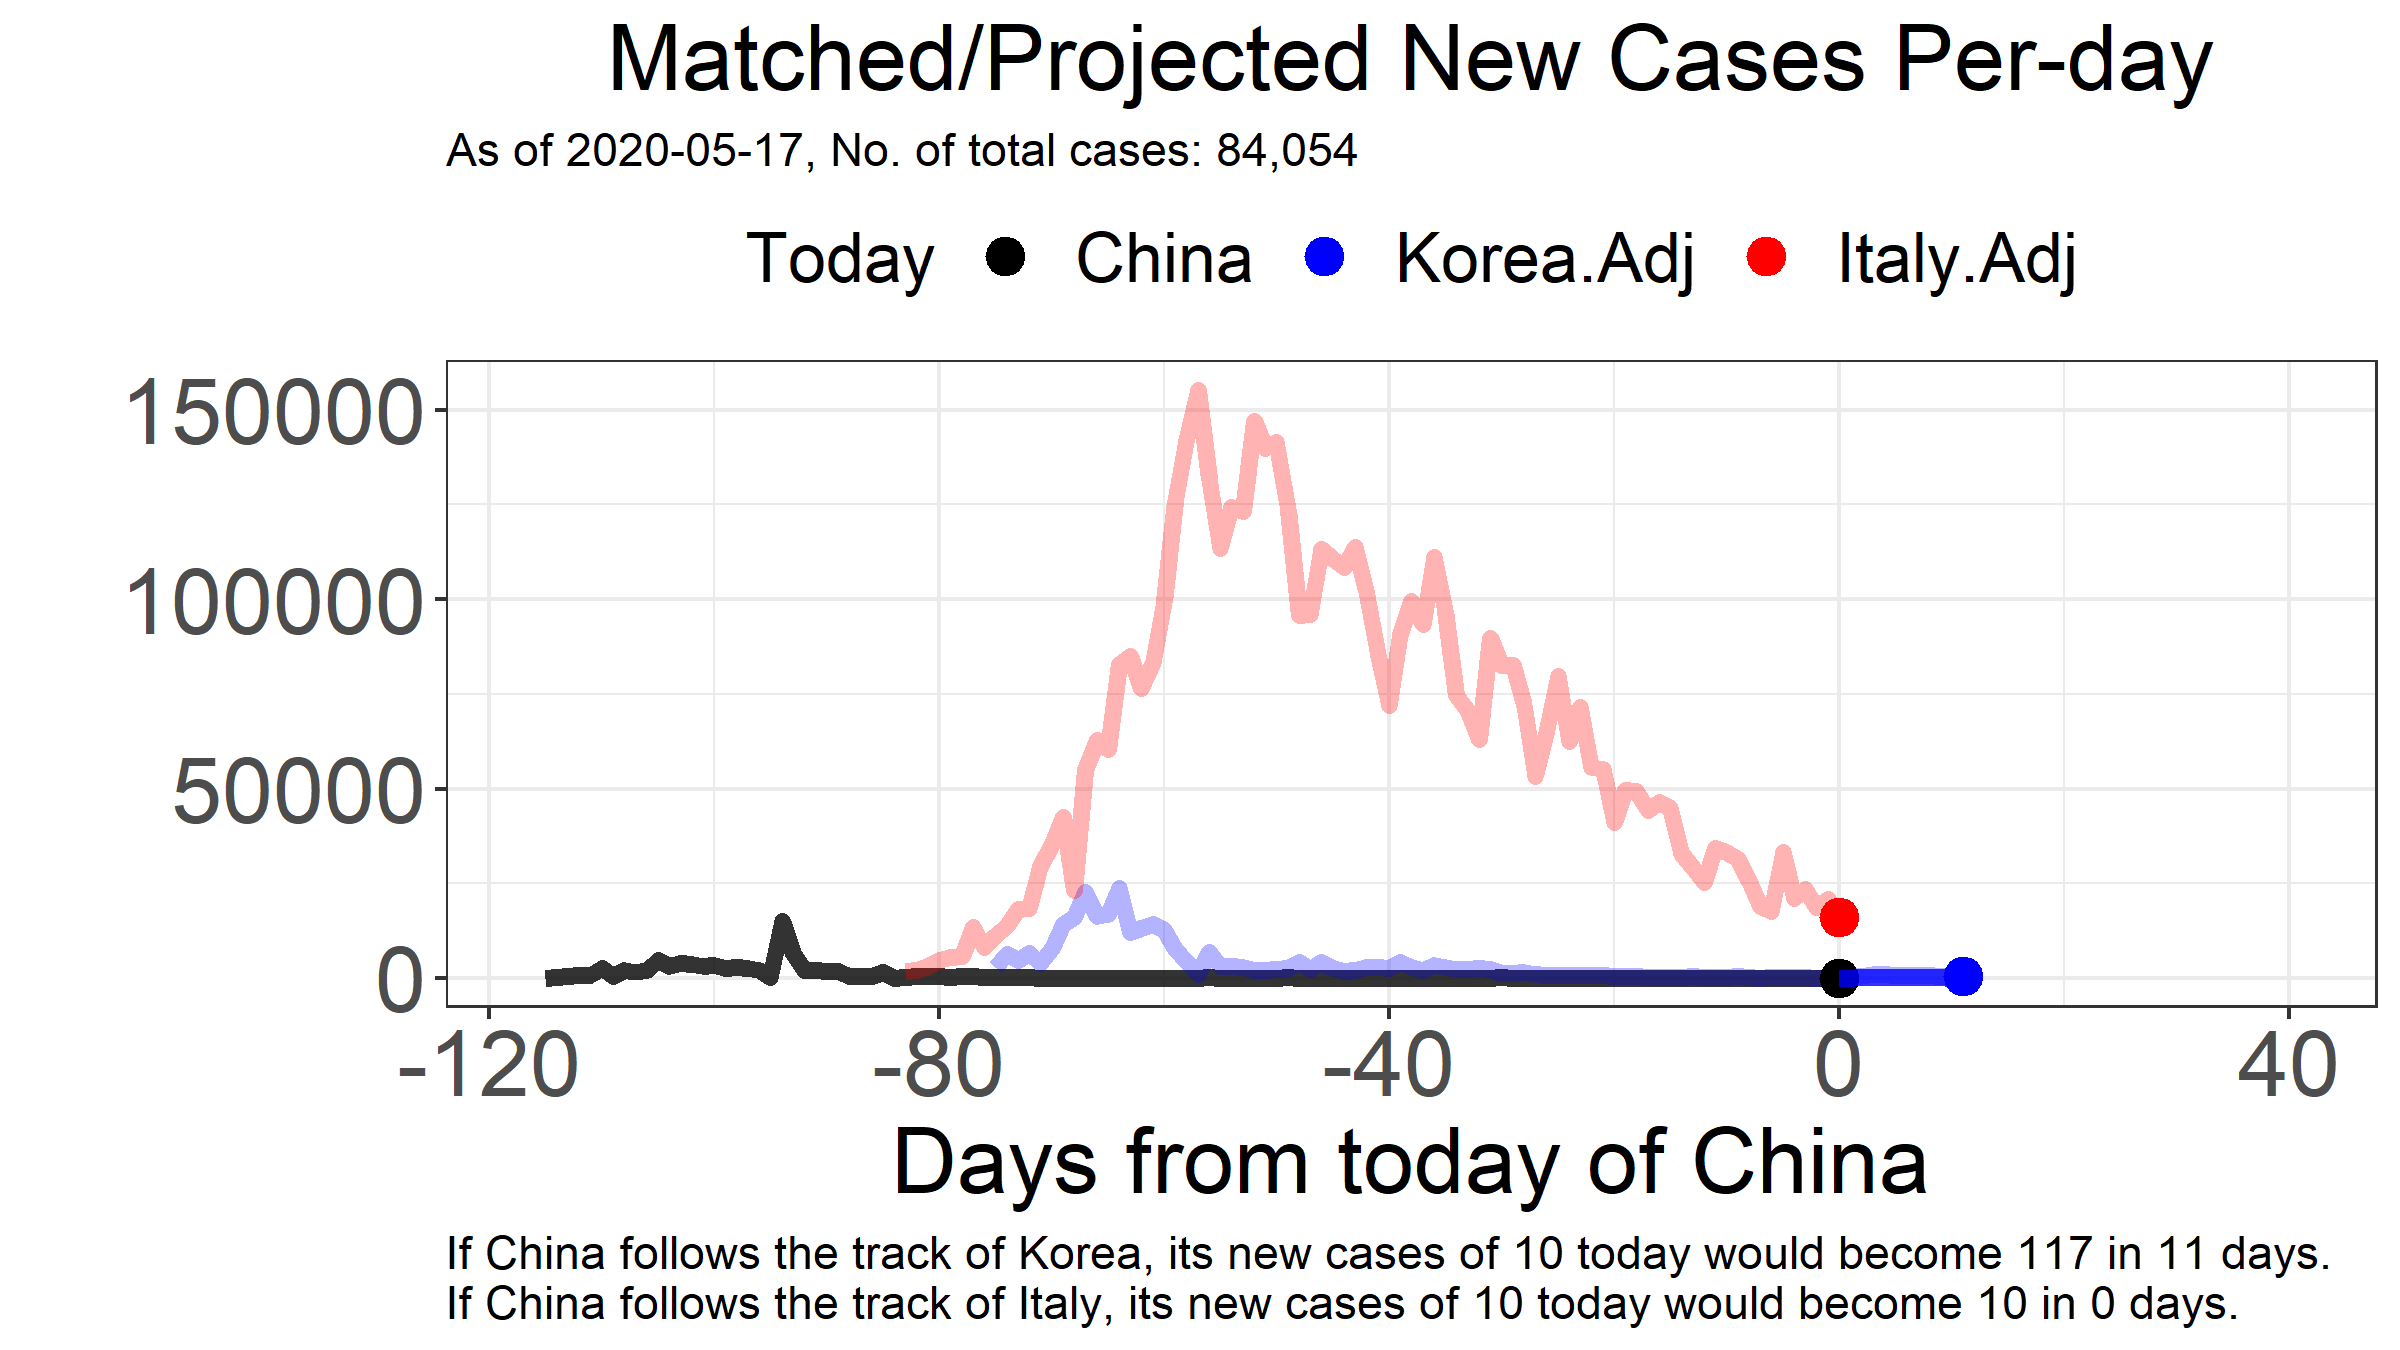 Matched/Projected New Cases Per-day
As of 2020-05-17, No. of total cases: 84,054
Today China Korea.Adj Italy.Adj
150000
100000
50000
0
-120 -80 -40 0 40
Days from today of China
If China follows the track of Korea, its new cases of 10 today would become 117 in 11 days.
If China follows the track of Italy, its new cases of 10 today would become 10 in 0 days.